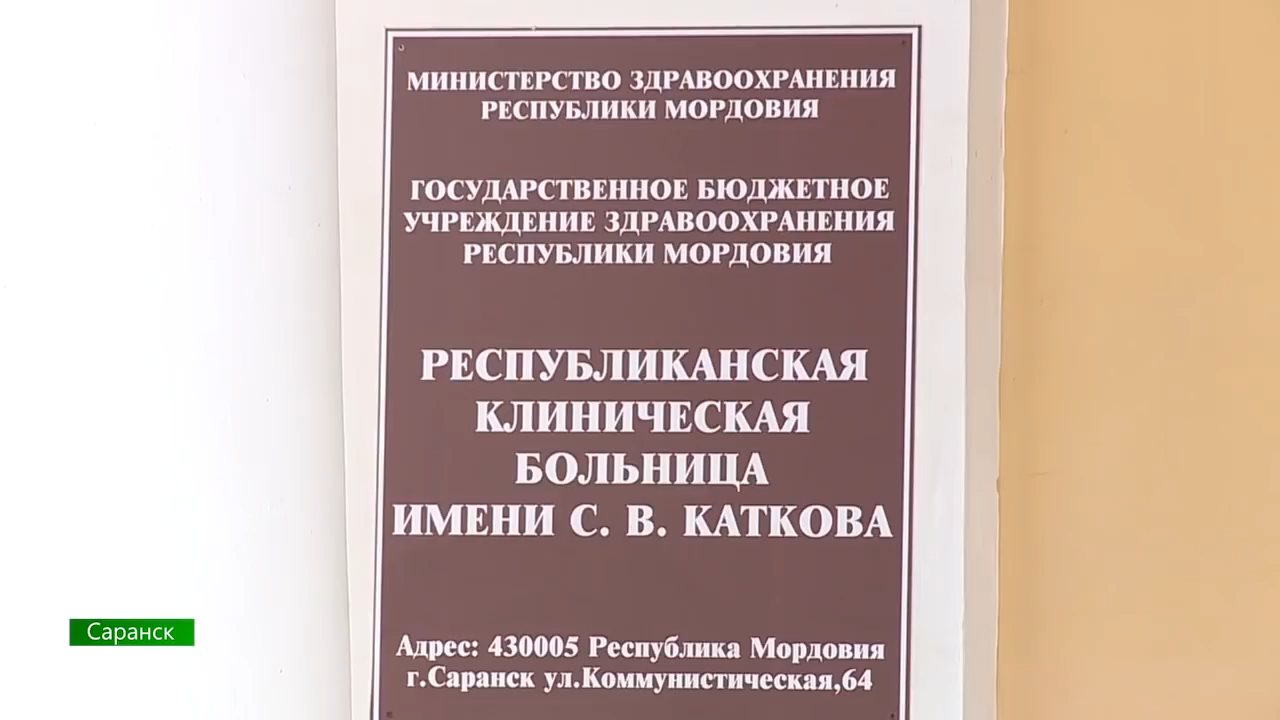 МИНИСТЕРСТВО ЗДРАВООХРАНЕНИЯ
РЕСПУБЛИКИ МОРДОВИЯ
ГОСУДАРСТВЕННОЕ БЮДЖЕТНОЕ
УЧРЕЖДЕНИЕ ЗДРАВООХРАНЕНИЯ
РЕСПУБЛИКИ МОРДОВИЯ
РЕСПУБЛИКАНСКАЯ
КЛИНИЧЕСКАЯ
БОЛЬНИЦА
ИМЕНИ С. В. КАТКОВА
Адрес: 430005 Республика Мордовия
г.Саранск ул.Коммунистическая,64
Саранск